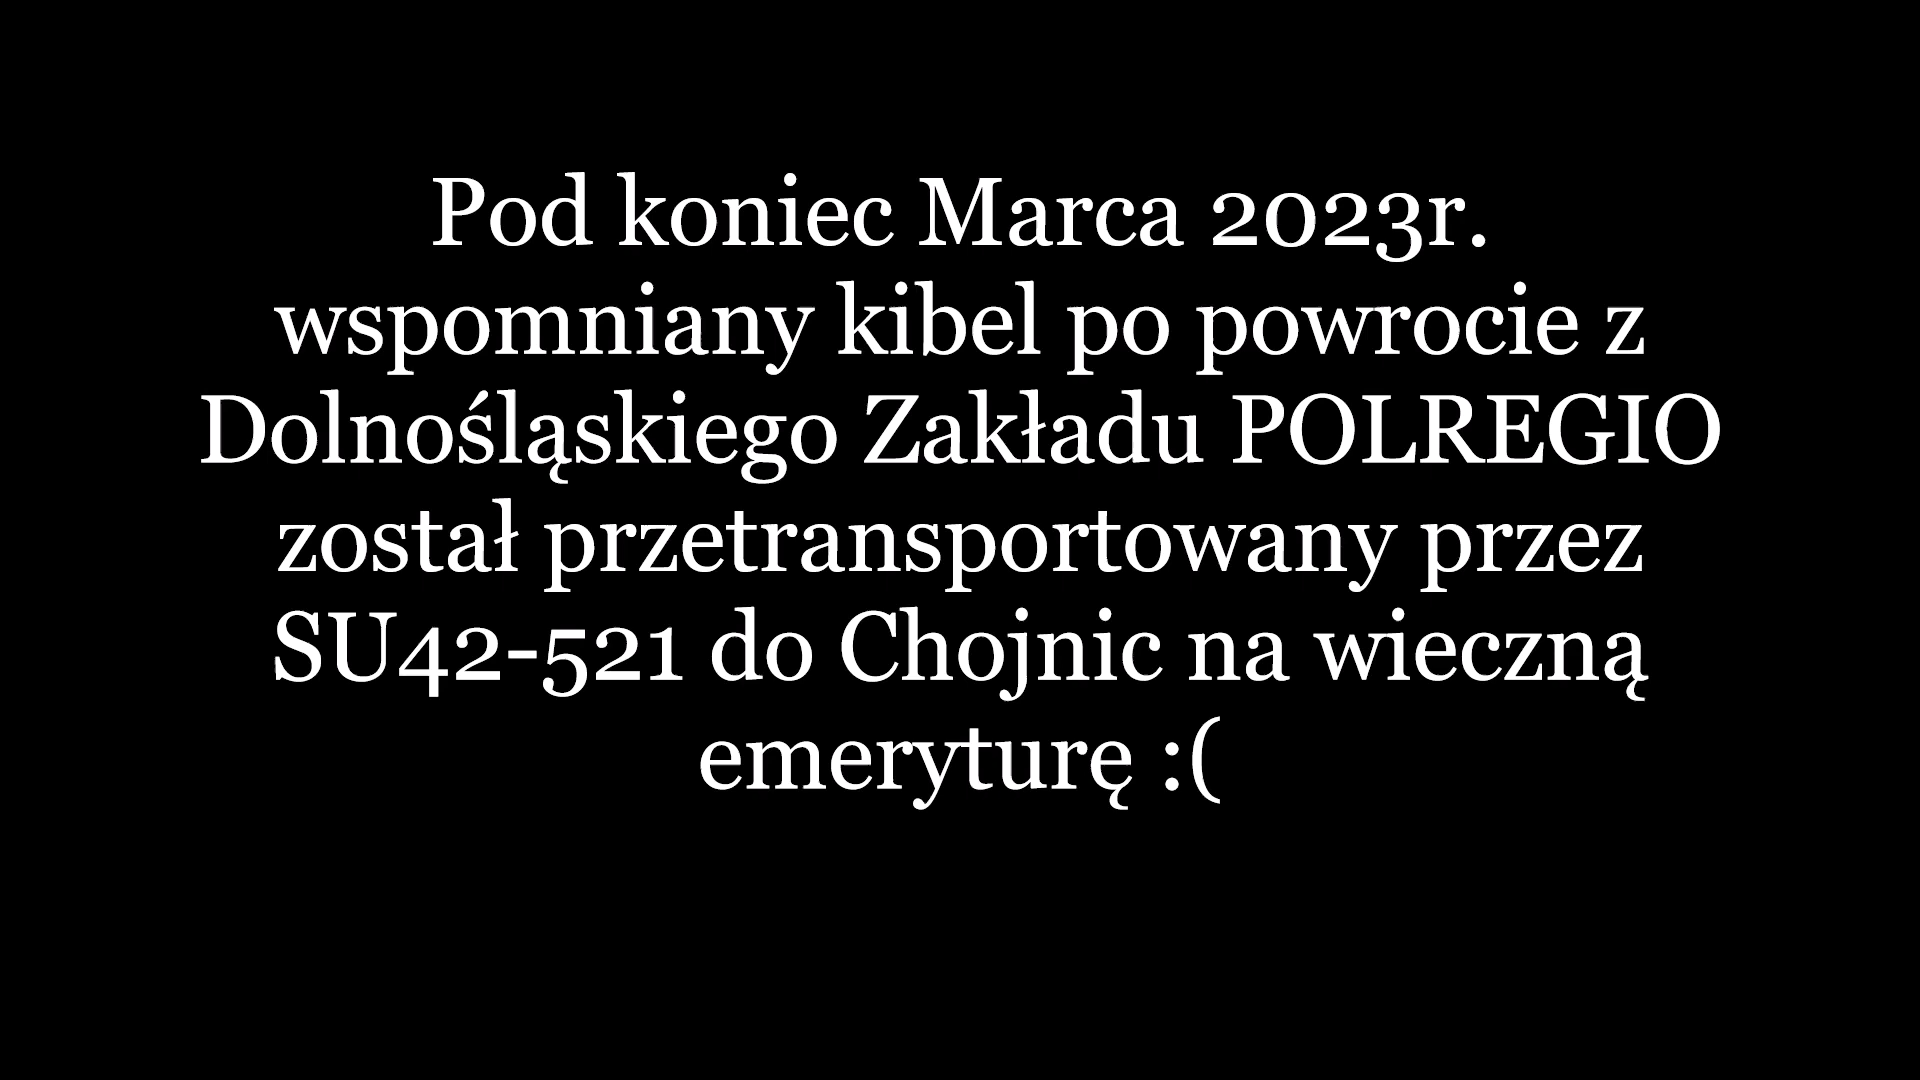 Pod koniec Marca 2023r.
wspomniany kibel po powrocie z
Dolnośląskiego Zakładu POLREGIO
został przetransportowany przez
SU42-521 do Chojnic na wieczną
emeryturę :(